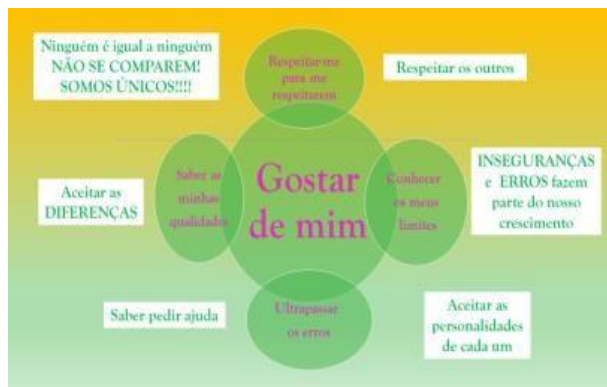 Ninguém é igual a ninguém
NÃO SE COMPAREM!
SOMOS ÚNICOS!!!!
Respeitar-me
para me
respeitarem
Respeitar os outros
Saber as
minhas
qualidades
Gostar
de mim
Conhecer
os meus
limites
INSEGURANÇAS
e ERROS fazem
parte do nosso
crescimento
Aceitar as
DIFERENÇAS
Saber pedir ajuda
Ultrapassar
os erros
Aceitar as
personalidades
de cada um